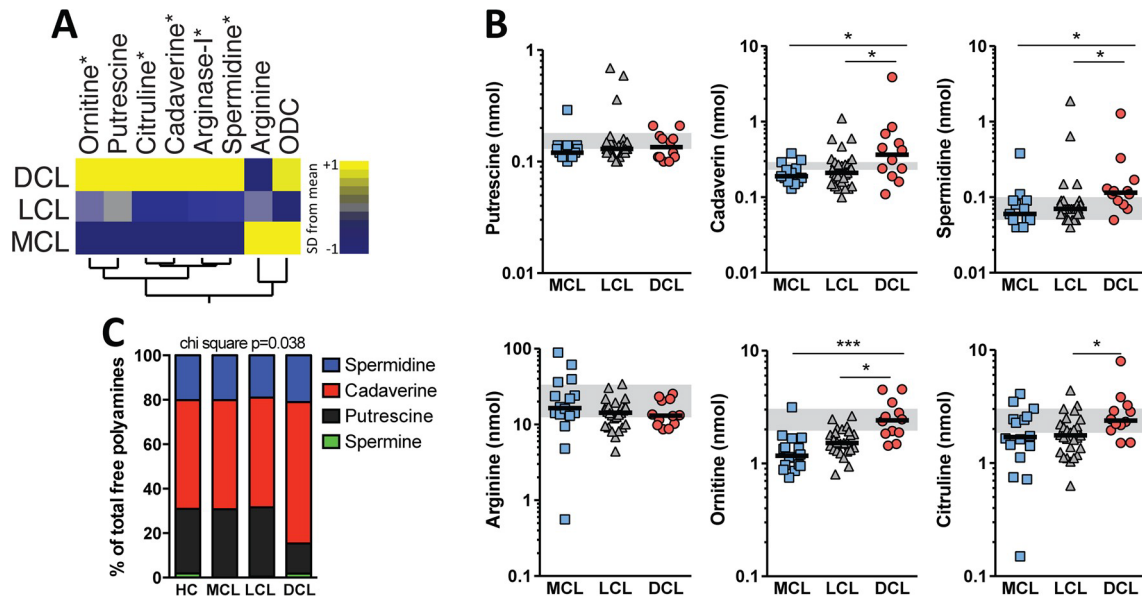 A
Ornitine*
Putrescine
Citruline*
Cadaverine*
Arginase-I*
Spermidine*
Arginine
ODC
DCL
LCL
MCL
+1
SD from mean
-1
B
Putrescine (nmol)
1
0.1
0.01
MCL LCL DCL
Cadaverin (nmol)
10
1
0.1
0.01
MCL LCL DCL
*
*
Spermidine (nmol)
10
1
0.1
0.01
MCL LCL DCL
*
*
Arginine (nmol)
100
10
1
0.1
MCL LCL DCL
Ornitine (nmol)
10
1
0.1
MCL LCL DCL
***
*
Citruline (nmol)
10
1
0.1
MCL LCL DCL
*
C
chi square p=0.038
% of total free polyamines
100
80
60
40
20
0
HC MCL LCL DCL
Spermidine
Cadaverine
Putrescine
Spermine